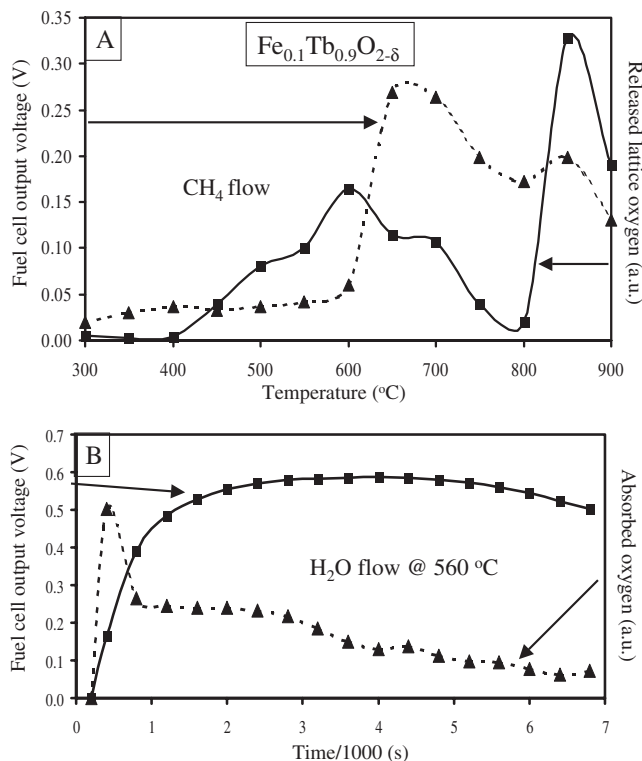 A
Fe0.1Tb0.9O2-δ
CH4 flow
Fuel cell output voltage (V)
0.35
0.30
0.25
0.20
0.15
0.10
0.05
0.00
300 400 500 600 700 800 900
Temperature (oC)
Released lattice oxygen (a.u.)
B
H2O flow @ 560 oC
Fuel cell output voltage (V)
0.7
0.6
0.5
0.4
0.3
0.2
0.1
0.0
0 1 2 3 4 5 6 7
Time/1000 (s)
Absorbed oxygen (a.u.)